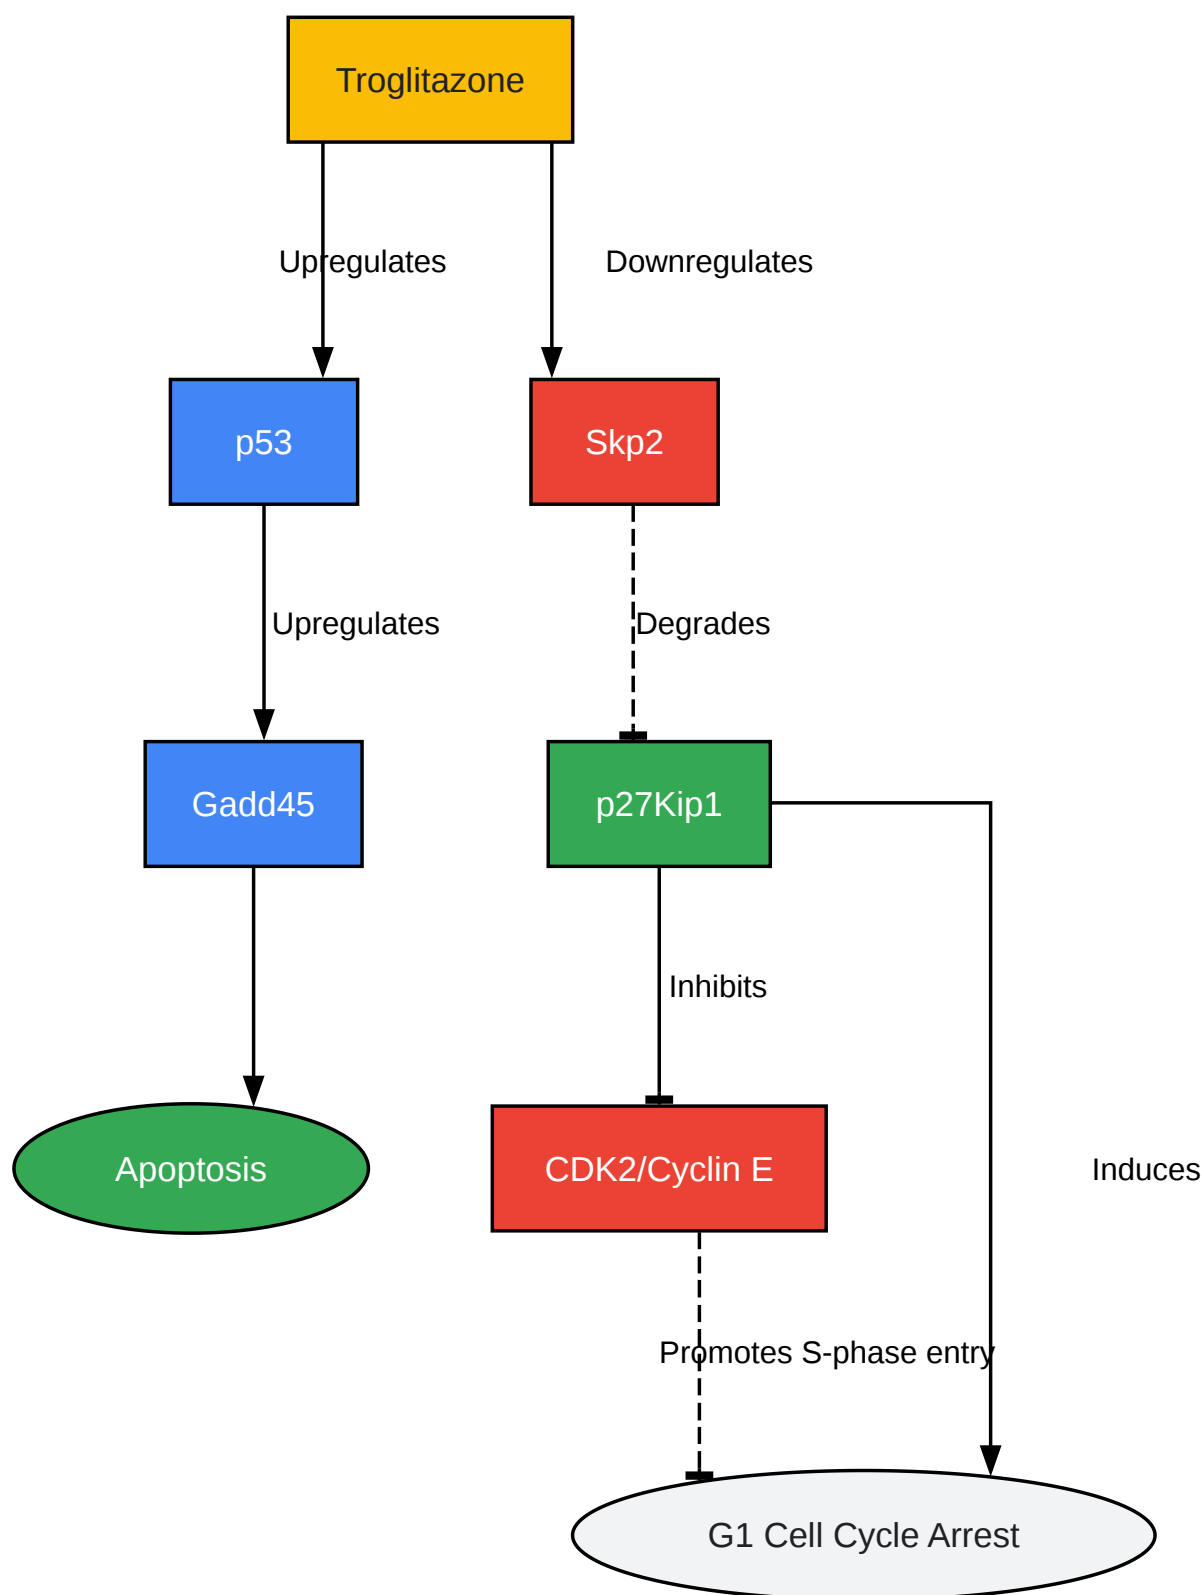 Troglitazone
Upregulates
Downregulates
p53
Skp2
Upregulates
Degrades
Gadd45
p27Kip1
Inhibits
Apoptosis
CDK2/Cyclin E
Induces
Promotes S-phase entry
G1 Cell Cycle Arrest